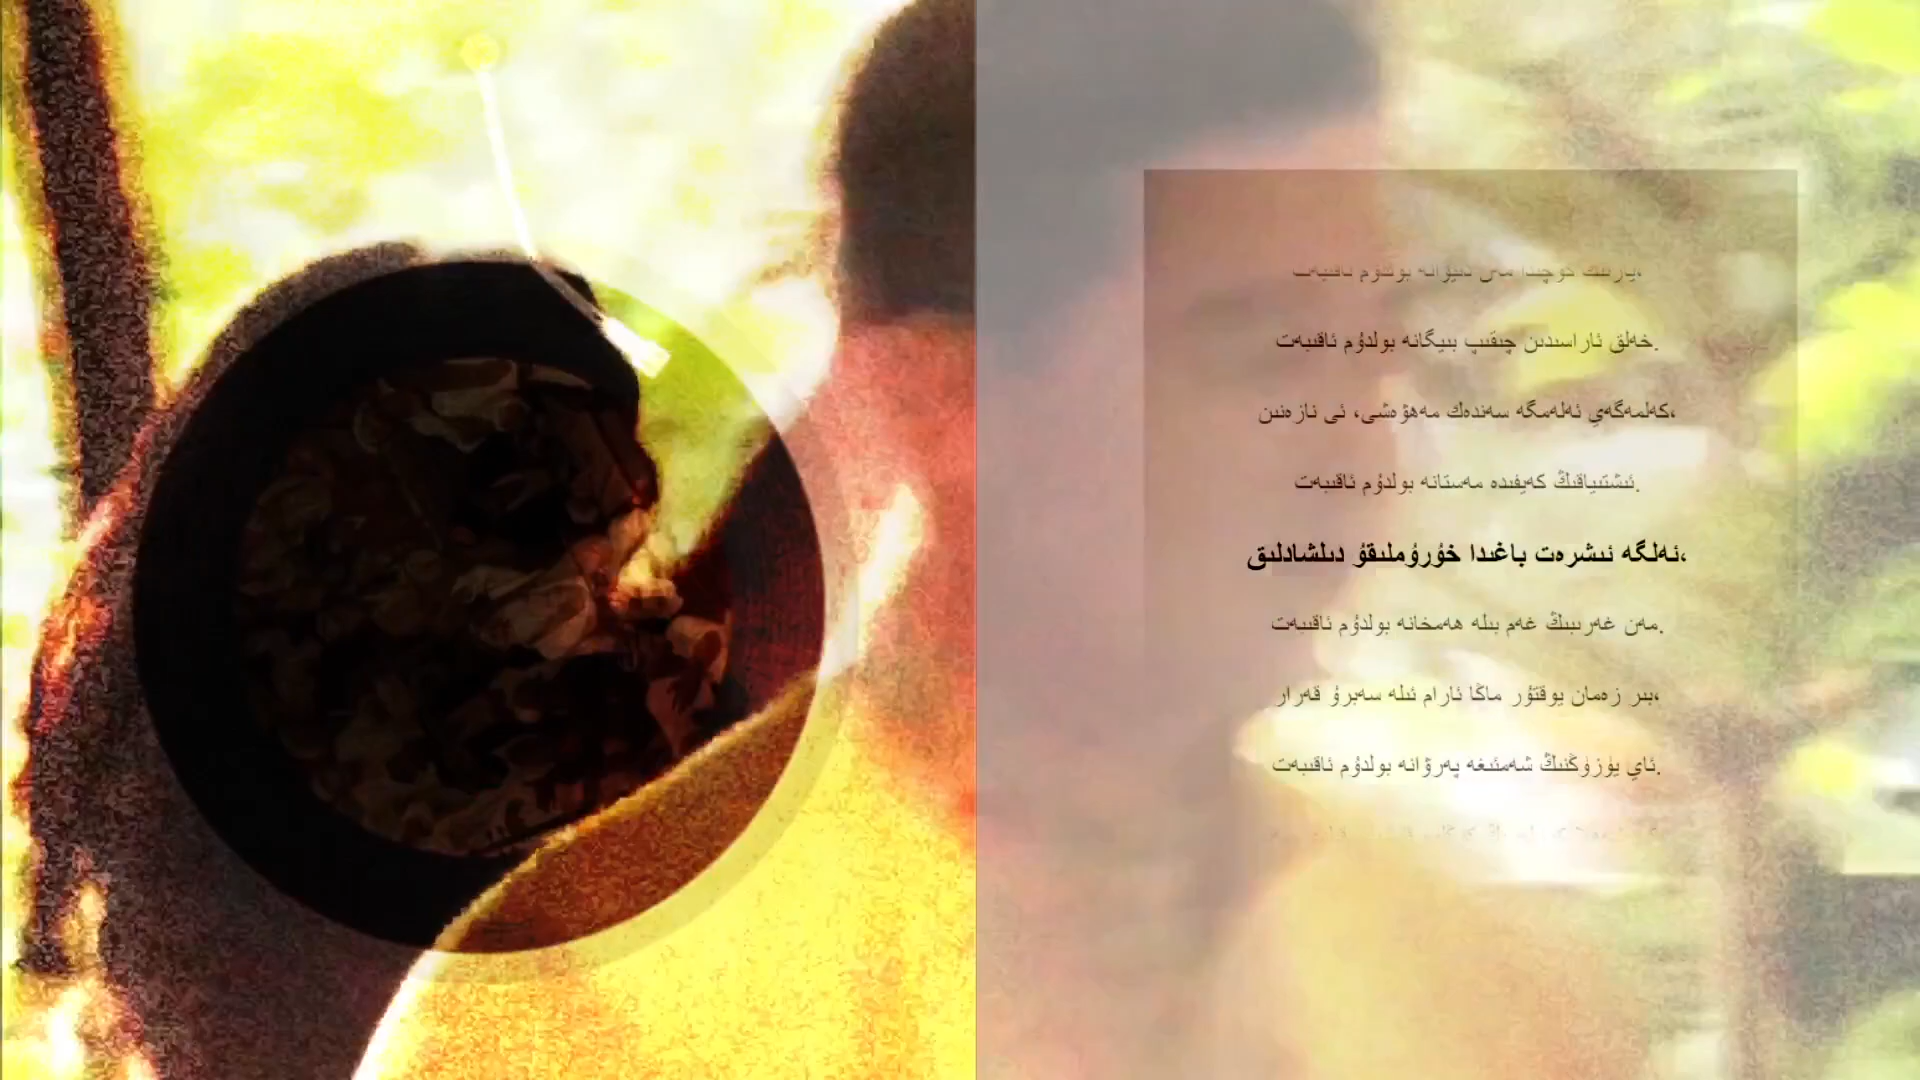 خەلق ئاراسىدىن چىقىپ بىيگانە بولدۇم ئاقىبەت.
كەلمەگەي ئەلەمگە سەندەك مەھۋەشى، ئى نازەنىن،
ئىشتىياقىڭ كەيفىدە مەستانە بولدۇم ئاقىبەت.
ئەلگە ئىشرەت باغىدا خۇرۇملىقۇ دىلشادلىق،
مەن غەرىبىڭ غەم بىلە ھەمخانە بولدۇم ئاقىبەت.
بىر زەمان يوقتۇر ماڭا ئارام ئىلە سەبرۇ قەرار،
ئاي يۈزۈڭنىڭ شەمئىغە پەرۋانە بولدۇم ئاقىبەت.